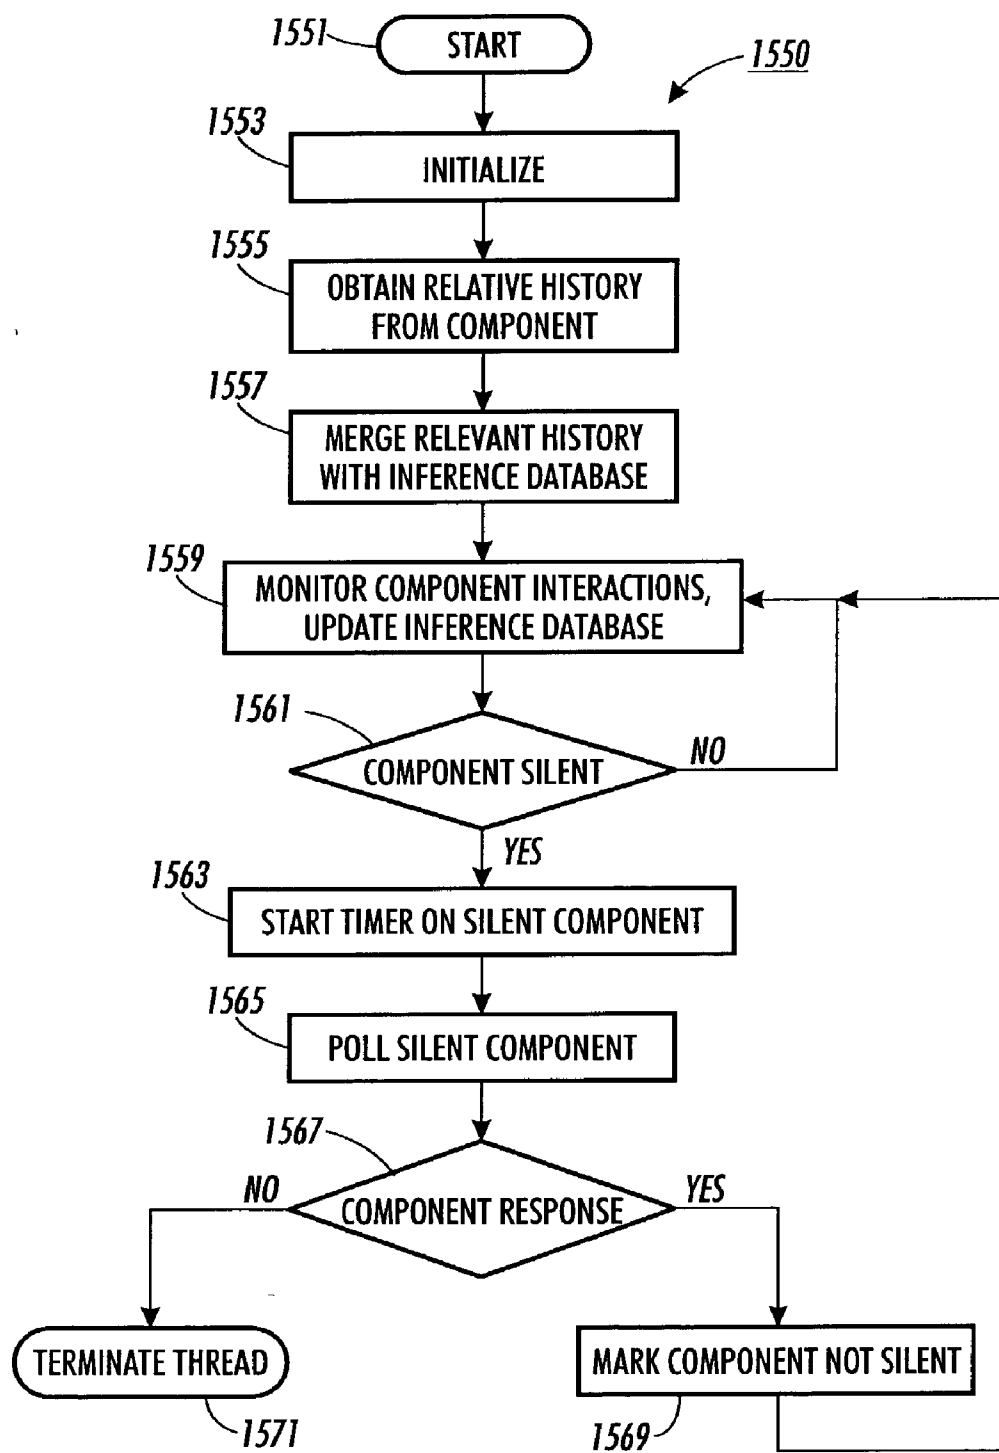 1551
START
1550
1553
INITIALIZE
1555
OBTAIN RELATIVE HISTORY
FROM COMPONENT
1557
MERGE RELEVANT HISTORY
WITH INFERENCE DATABASE
1559
MONITOR COMPONENT INTERACTIONS,
UPDATE INFERENCE DATABASE
1561
COMPONENT SILENT
NO
YES
1563
START TIMER ON SILENT COMPONENT
1565
POLL SILENT COMPONENT
1567
NO
COMPONENT RESPONSE
YES
TERMINATE THREAD
MARK COMPONENT NOT SILENT
1571
1569